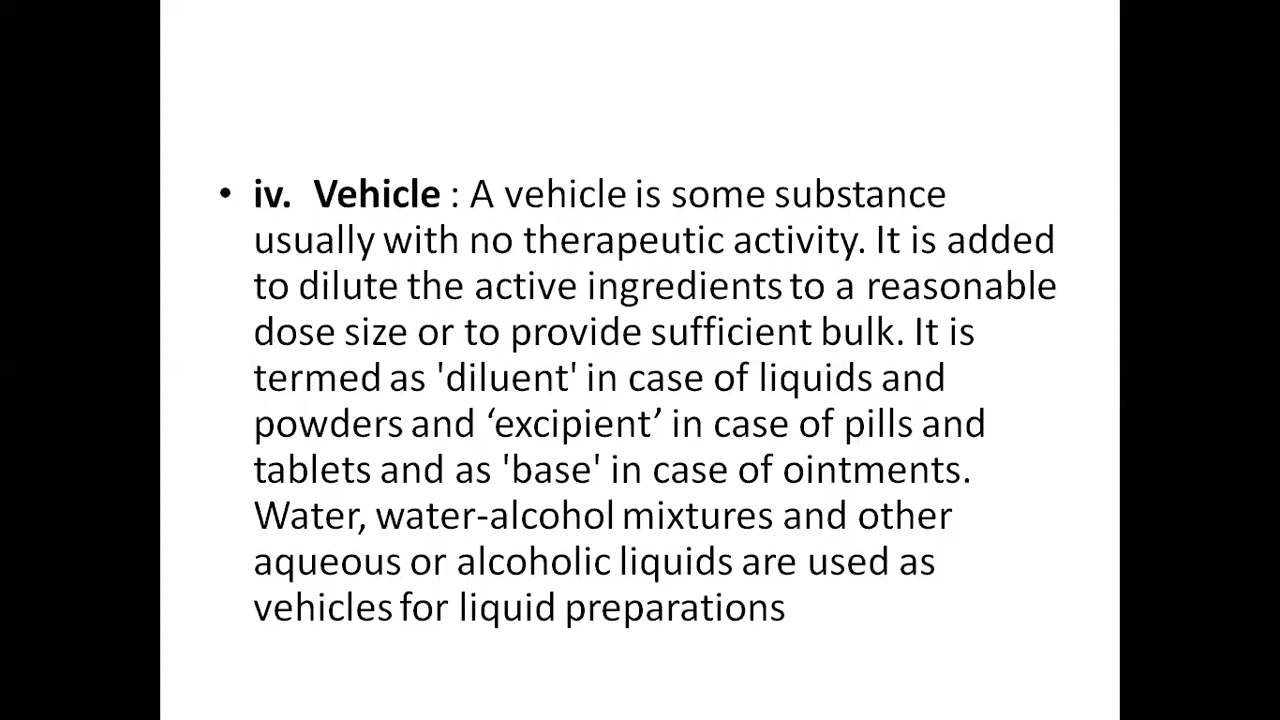 • iv. Vehicle : A vehicle is some substance
usually with no therapeutic activity. It is added
to dilute the active ingredients to a reasonable
dose size or to provide sufficient bulk. It is
termed as 'diluent' in case of liquids and
powders and ‘excipient’ in case of pills and
tablets and as 'base' in case of ointments.
Water, water-alcohol mixtures and other
aqueous or alcoholic liquids are used as
vehicles for liquid preparations